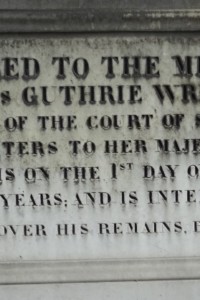 ED TO THE ME
s GUTHRIE WR
OF THE COURT OF S
TERS TO HER MAJE
IS ON THE 1ST DAY O
YEARS; AND IS INTE
OVER HIS REMAINS,